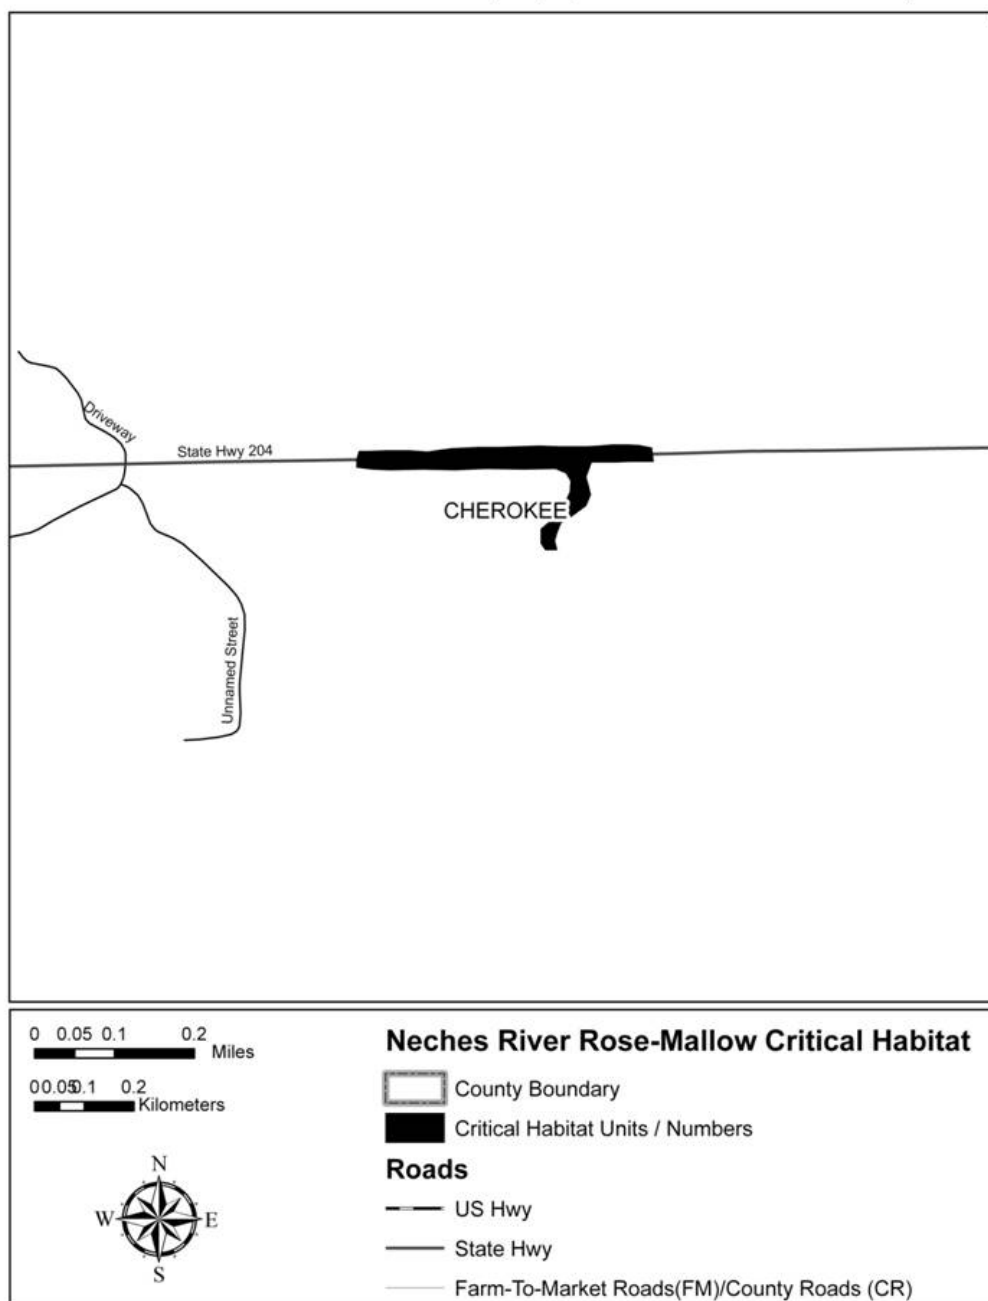 Driveway
State Hwy 204
CHEROKEE
Unnamed Street
0 0.05 0.1 0.2
Miles
0 0.05 0.1 0.2
Kilometers
N
W E
S
Neches River Rose-Mallow Critical Habitat
County Boundary
Critical Habitat Units / Numbers
Roads
US Hwy
State Hwy
Farm-To-Market Roads(FM)/County Roads (CR)